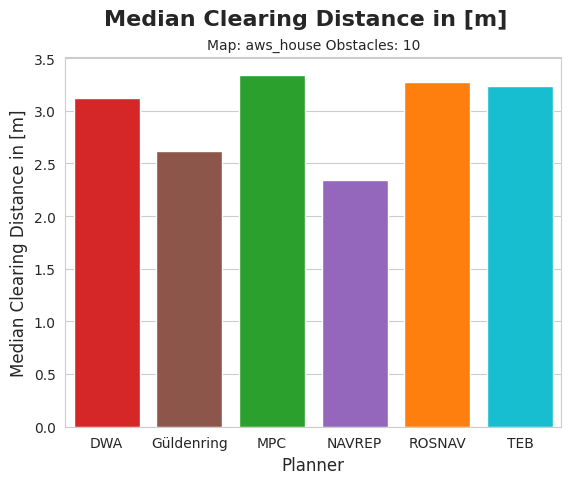 Median Clearing Distance in [m]
Map: aws_house Obstacles: 10
Median Clearing Distance in [m]
3.5
3.0
2.5
2.0
1.5
1.0
0.5
0.0
DWA Güldenring MPC NAVREP ROSNAV TEB
Planner